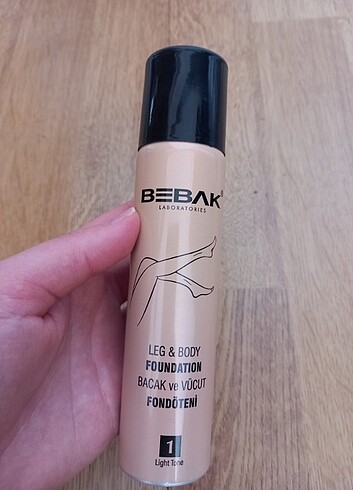 BEBAK®
LABORATORIES
LEG & BODY
FOUNDATION
BACAK ve VÜCUT
FONDÖTENİ
1
Light Tone